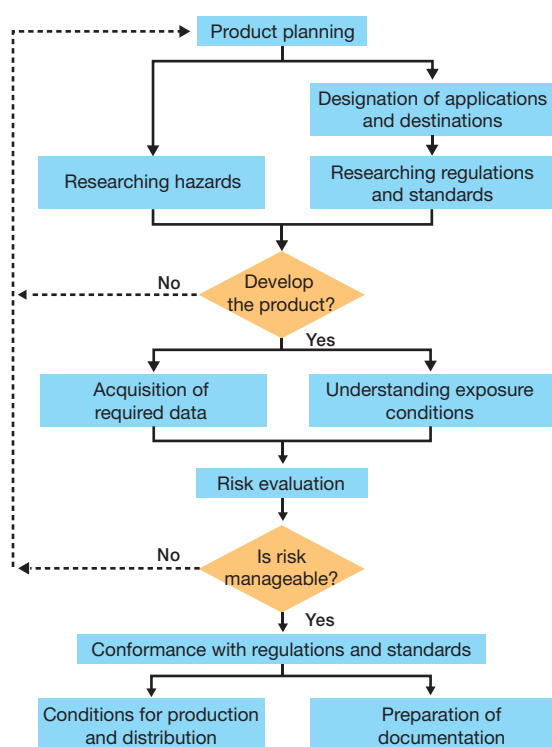 Product planning
Designation of applications
and destinations
Researching hazards
Researching regulations
and standards
Develop
the product?
No
Yes
Acquisition of
required data
Understanding exposure
conditions
Risk evaluation
Is risk
manageable?
No
Yes
Conformance with regulations and standards
Conditions for production
and distribution
Preparation of
documentation